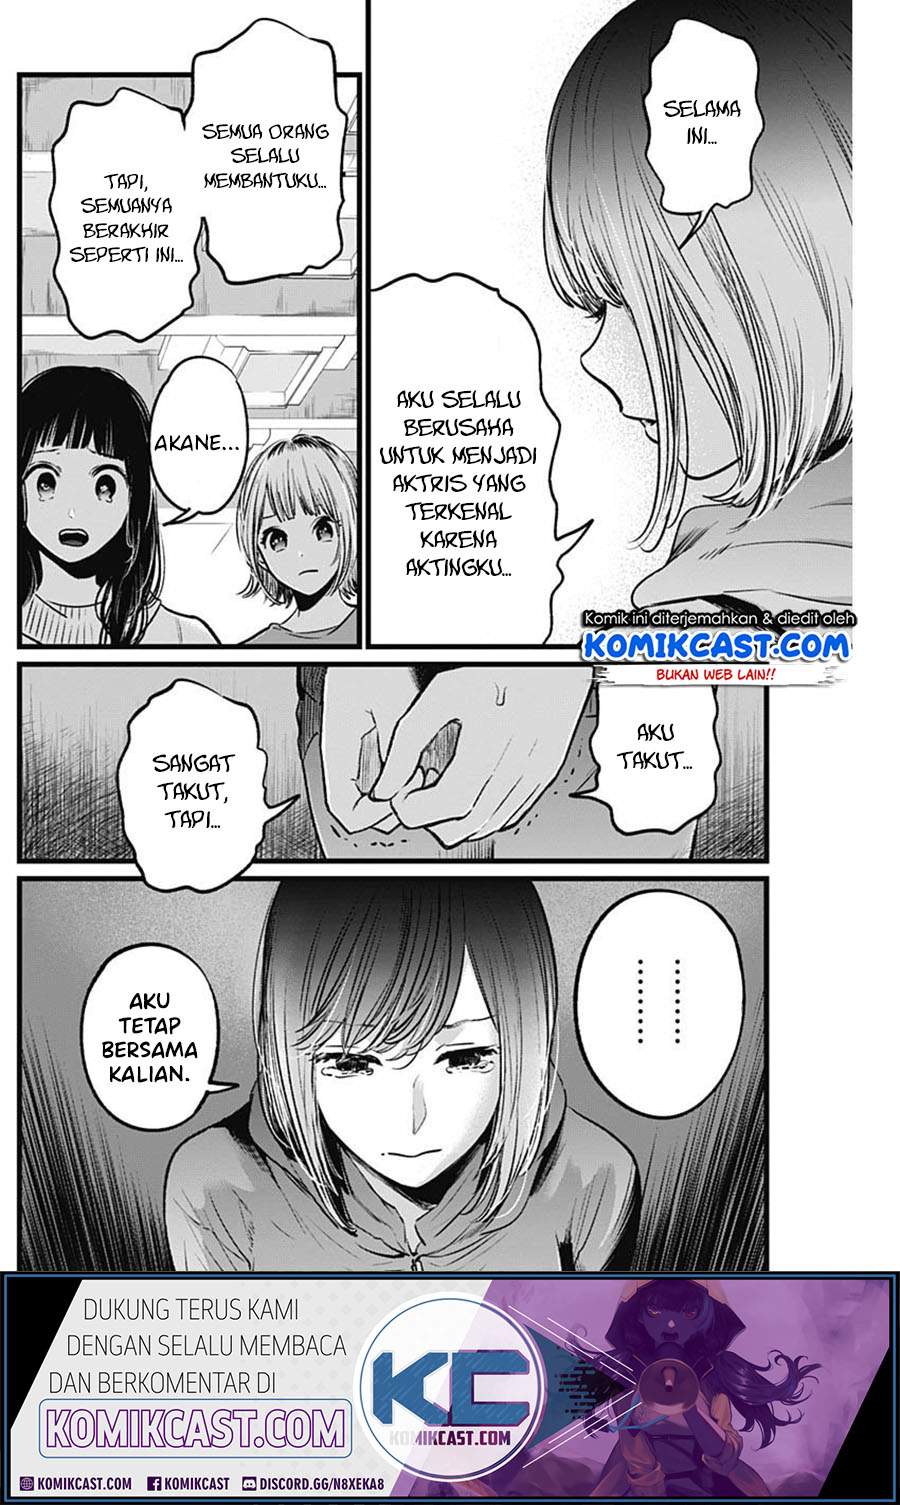 SELAMA
INI...
AKU SELALU
BERUSAHA
UNTUK MENJADI
AKTRIS YANG
TERKENAL
KARENA
AKTINGKU...
SEMUA ORANG
SELALU
MEMBANTUKU...
TAPI,
SEMUANYA
BERAKHIR
SEPERTI INI...
AKANE...
Komik ini diterjemahkan & diedit oleh
KOMIKCAST.COM
BUKAN WEB LAIN!!
AKU
TAKUT...
SANGAT
TAKUT,
TAPI...
AKU
TETAP
BERSAMA
KALIAN.
DUKUNG TERUS KAMI
DENGAN SELALU MEMBACA
DAN BERKOMENTAR DI
KOMIKCAST.COM
KC
KOMIKCAST.COM
KOMIKCAST.COM KOMIKCAST DISCORD.GG/N8XEKA8